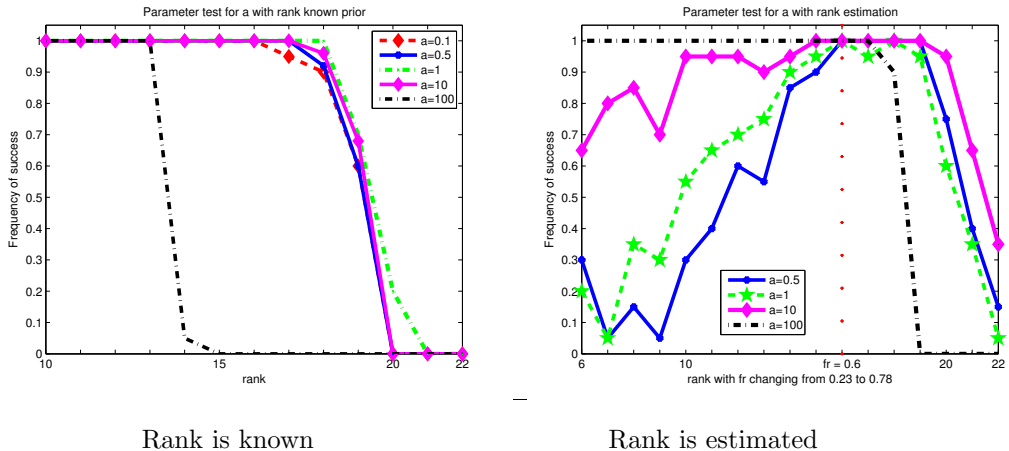 Parameter test for a with rank known prior
1
0.9
0.8
0.7
0.6
0.5
0.4
0.3
0.2
0.1
0
Frequency of success
a=0.1
a=0.5
a=1
a=10
a=100
10
15
20
22
rank
Rank is known
Parameter test for a with rank estimation
1
0.9
0.8
0.7
0.6
0.5
0.4
0.3
0.2
0.1
0
Frequency of success
a=0.5
a=1
a=10
a=100
6
10
fr = 0.6
20
22
rank with fr changing from 0.23 to 0.78
Rank is estimated